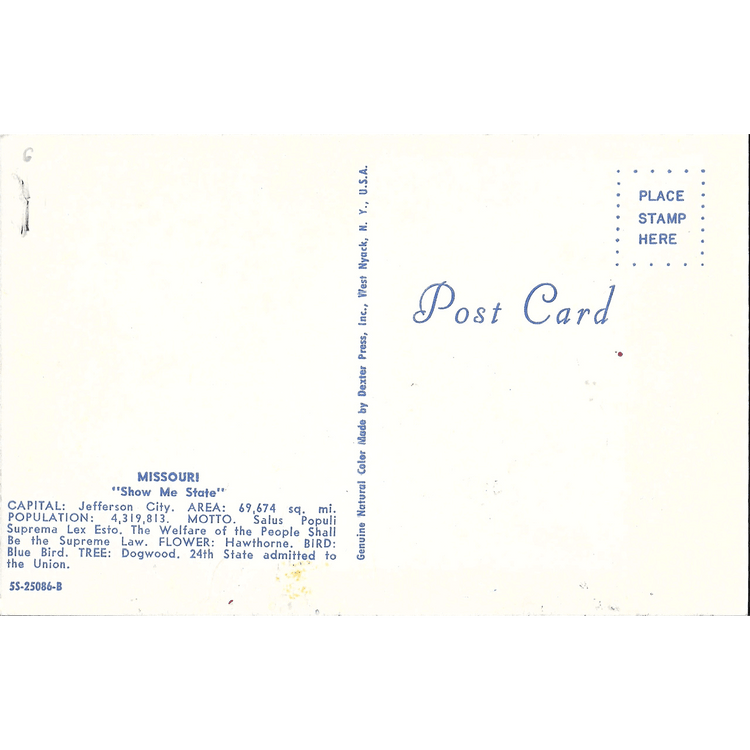 G
PLACE
STAMP
HERE
Post Card
Genuine Natural Color Made by Dexter Press, Inc., West Nyack, N. Y., U.S.A.
MISSOURI
"Show Me State"
CAPITAL: Jefferson City. AREA: 69,674 sq. mi.
POPULATION: 4,319,813. MOTTO. Salus Populi
Suprema Lex Esto. The Welfare of the People Shall
Be the Supreme Law. FLOWER: Hawthorne. BIRD:
Blue Bird. TREE: Dogwood. 24th State admitted to
the Union.
5S-25086-B